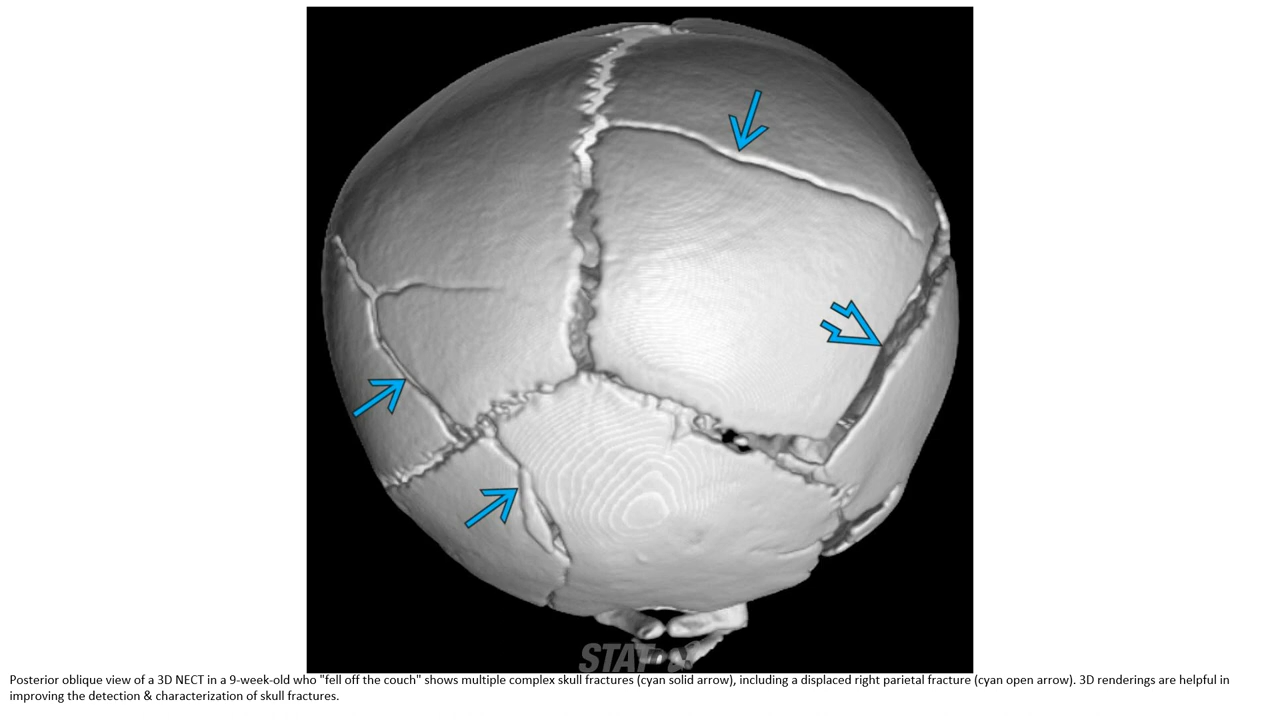 STAT
Posterior oblique view of a 3D NECT in a 9-week-old who "fell off the couch" shows multiple complex skull fractures (cyan solid arrow), including a displaced right parietal fracture (cyan open arrow). 3D renderings are helpful in
improving the detection & characterization of skull fractures.